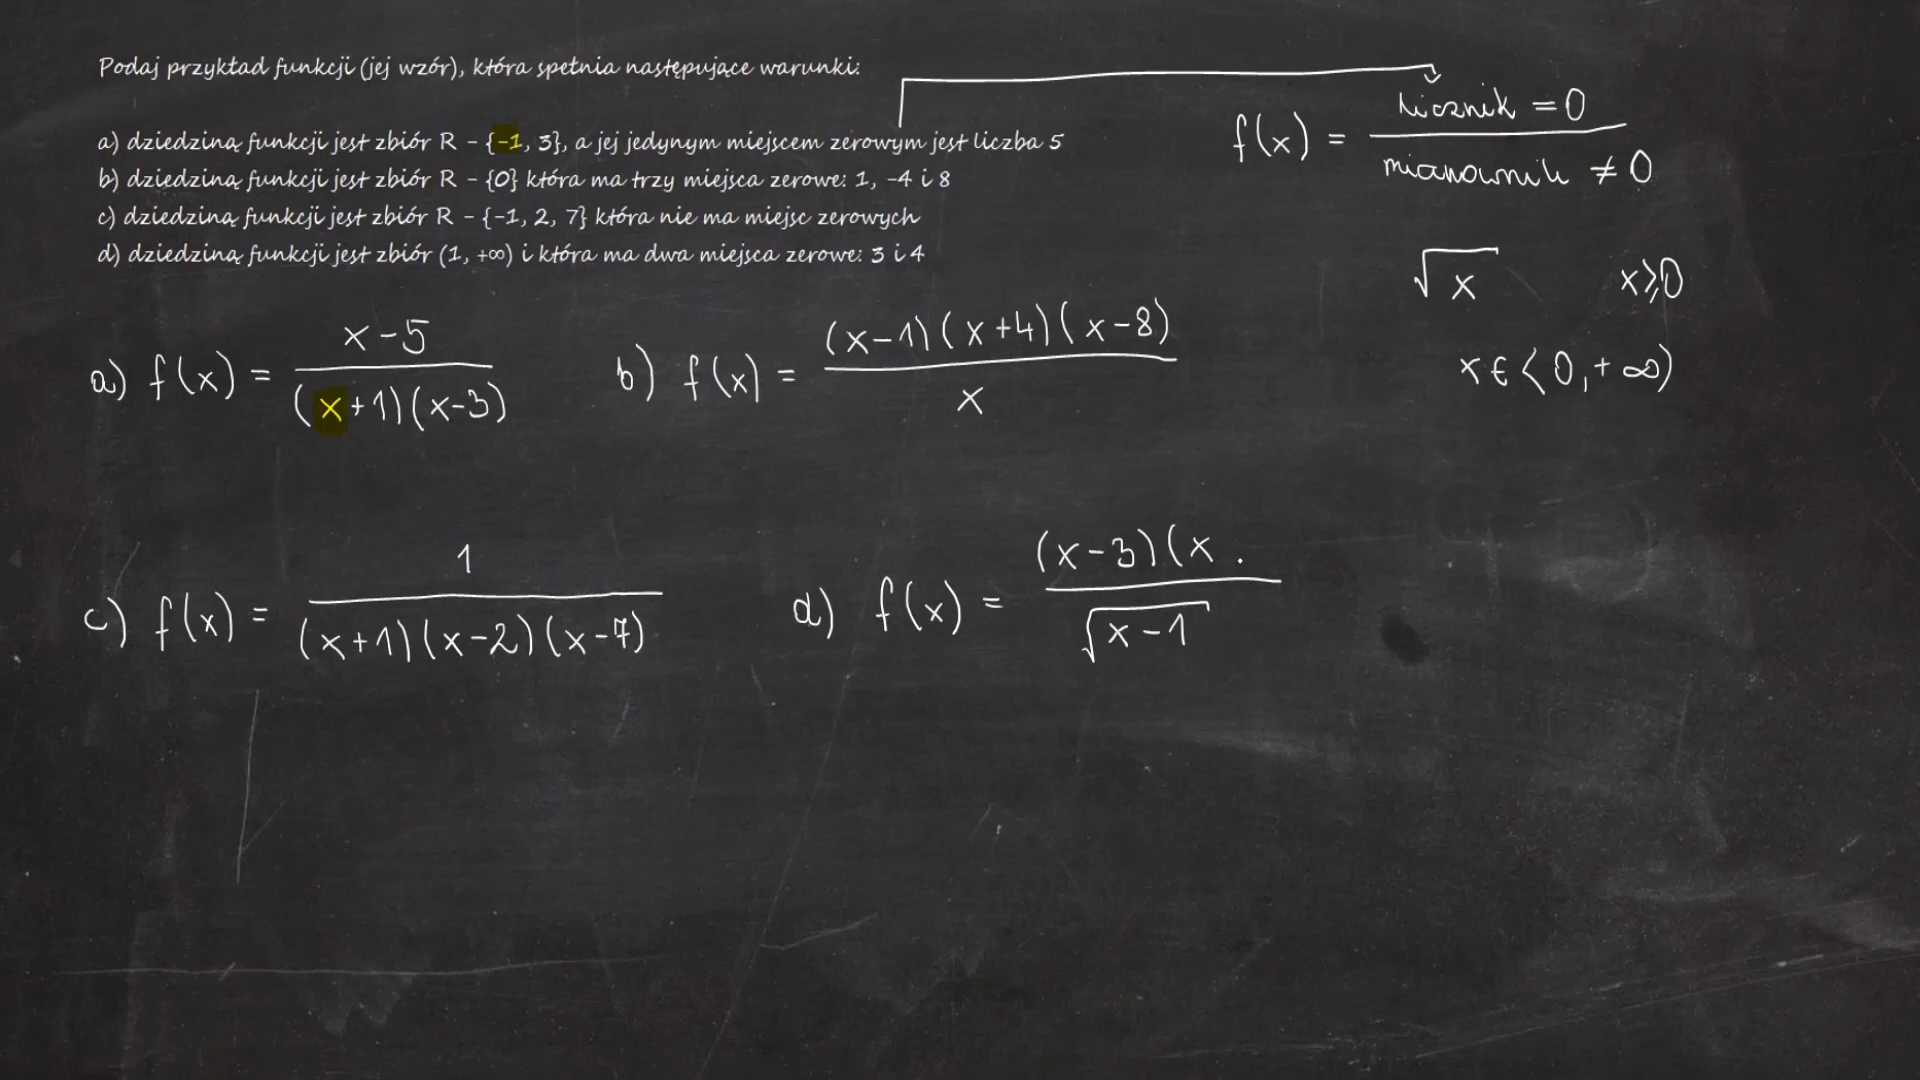 Podaj przykład funkcji (jej wzór), która spełnia następujące warunki:
a) dziedziną funkcji jest zbiór R - {-1, 3}, a jej jedynym miejscem zerowym jest liczba 5
b) dziedziną funkcji jest zbiór R - {0} która ma trzy miejsca zerowe: 1, -4 i 8
c) dziedziną funkcji jest zbiór R - {-1, 2, 7} która nie ma miejsc zerowych
d) dziedziną funkcji jest zbiór (1, +∞) i która ma dwa miejsca zerowe: 3 i 4
f(x) = licznik = 0 / mianownik ≠ 0
√x x ≥ 0
x ∈ <0, +∞)
a) f(x) = x-5 / (x+1)(x-3)
b) f(x) = (x-1)(x+4)(x-8) / x
c) f(x) = 1 / (x+1)(x-2)(x-7)
d) f(x) = (x-3)(x . / √x-1